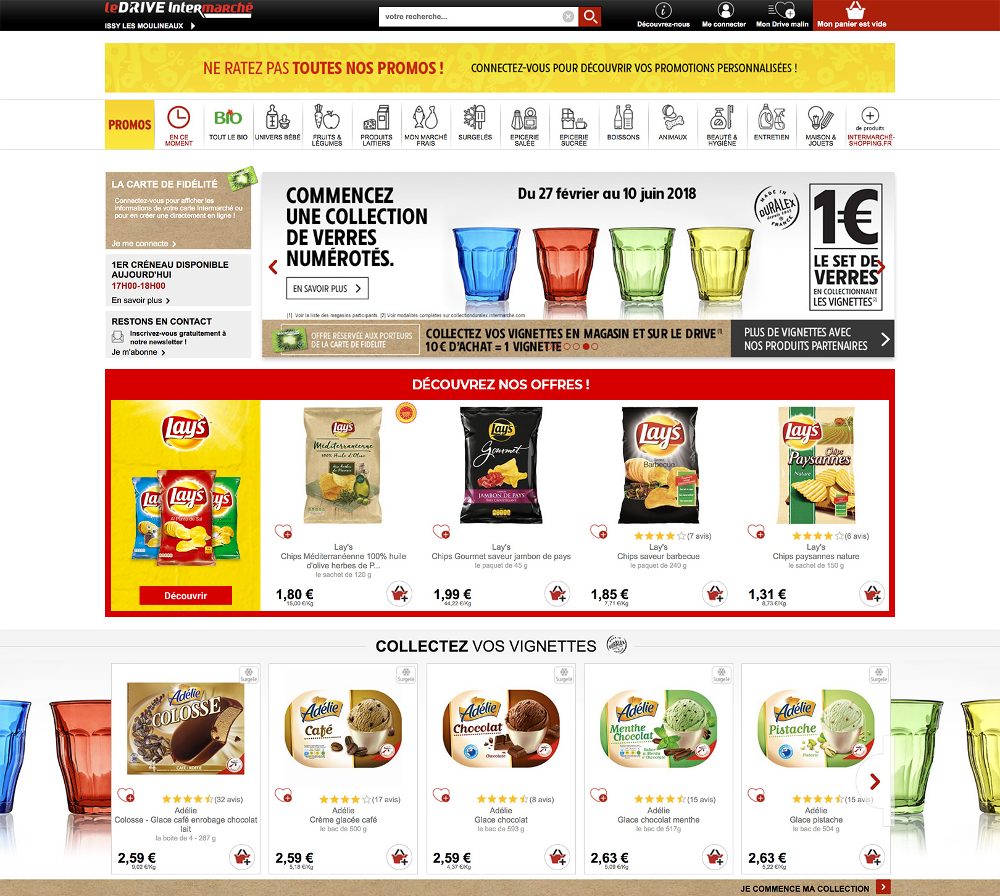 leDRIVE Intermarché
ISSY LES MOULINEAUX
votre recherche...
Découvrez-nous
Me connecter
Mon Drive malin
Mon panier est vide
NE RATEZ PAS TOUTES NOS PROMOS !
CONNECTEZ-VOUS POUR DÉCOUVRIR VOS PROMOTIONS PERSONNALISÉES !
PROMOS
EN CE
MOMENT
BIO
TOUT LE BIO
UNIVERS BÉBÉ
FRUITS &
LÉGUMES
PRODUITS
LAITIERS
MON MARCHÉ
FRAIS
SURGELÉS
EPICERIE
SALÉE
EPICERIE
SUCRÉE
BOISSONS
ANIMAUX
BEAUTÉ &
HYGIÈNE
ENTRETIEN
MAISON &
JOUETS
de produits
INTERMARCHÉ-
SHOPPING.FR
LA CARTE DE FIDÉLITÉ
Connectez-vous pour afficher les
informations de votre carte Intermarché ou
pour en créer une directement en ligne !
Je me connecte
1ER CRÉNEAU DISPONIBLE
AUJOURD'HUI
17H00-18H00
En savoir plus
RESTONS EN CONTACT
Inscrivez-vous gratuitement à
notre newsletter !
Je m'abonne
COMMENCEZ
UNE COLLECTION
DE VERRES
NUMÉROTÉS.
EN SAVOIR PLUS
Du 27 février au 10 juin 2018
MADE IN
DURALEX
depuis 1945
FRANCE
1€
LE SET DE
VERRES
EN COLLECTIONNANT
LES VIGNETTES[2]
[1] Voir la liste des magasins participants. [2] Voir modalités complètes sur collectionduralex.intermarche.com
OFFRE RÉSERVÉE AUX PORTEURS
DE LA CARTE DE FIDÉLITÉ
COLLECTEZ VOS VIGNETTES EN MAGASIN ET SUR LE DRIVE[1]
10€ D'ACHAT = 1 VIGNETTE
PLUS DE VIGNETTES AVEC
NOS PRODUITS PARTENAIRES
DÉCOUVREZ NOS OFFRES !
Lay's
Lay's
Al Punto de Sal
Découvrir
Lay's
Méditerranéenne
100% Huile d'Olive
Aux herbes
de Provence
Lay's
Chips Méditerranéenne 100% huile
d'olive herbes de P...
le sachet de 120 g
1,80 €
15,00 €/Kg
Lay's
Gourmet
SAVEUR
JAMBON DE PAYS
TRÈS CROUSTILLANT
Lay's
Chips Gourmet saveur jambon de pays
le paquet de 45 g
1,99 €
44,22 €/Kg
Lay's
Saveur
Barbecue
(7 avis)
Lay's
Chips saveur barbecue
le paquet de 240 g
1,85 €
7,71 €/Kg
Lay's
Chips
Paysannes
Nature
(6 avis)
Lay's
Chips paysannes nature
le sachet de 150 g
1,31 €
8,73 €/Kg
COLLECTEZ VOS VIGNETTES
DURALEX
Surgelé
Adélie
COLOSSE
4
CAFÉ - KOFFIE
(32 avis)
Adélie
Colosse - Glace café enrobage chocolat
lait
la boite de 4 - 287 g
2,59 €
9,02 €/Kg
Surgelé
Adélie
Café
(17 avis)
Adélie
Crème glacée café
le bac de 500 g
2,59 €
5,18 €/Kg
Surgelé
Adélie
Chocolat
Chocolate
(8 avis)
Adélie
Glace chocolat
le bac de 593 g
2,59 €
4,37 €/Kg
Surgelé
Adélie
Menthe
Chocolat
Sabor
a Menta
e Chocolate
(15 avis)
Adélie
Glace chocolat menthe
le bac de 517g
2,63 €
5,09 €/Kg
Surgelé
Adélie
Pistache
(15 avis)
Adélie
Glace pistache
le bac de 504 g
2,63 €
5,22 €/Kg
JE COMMENCE MA COLLECTION